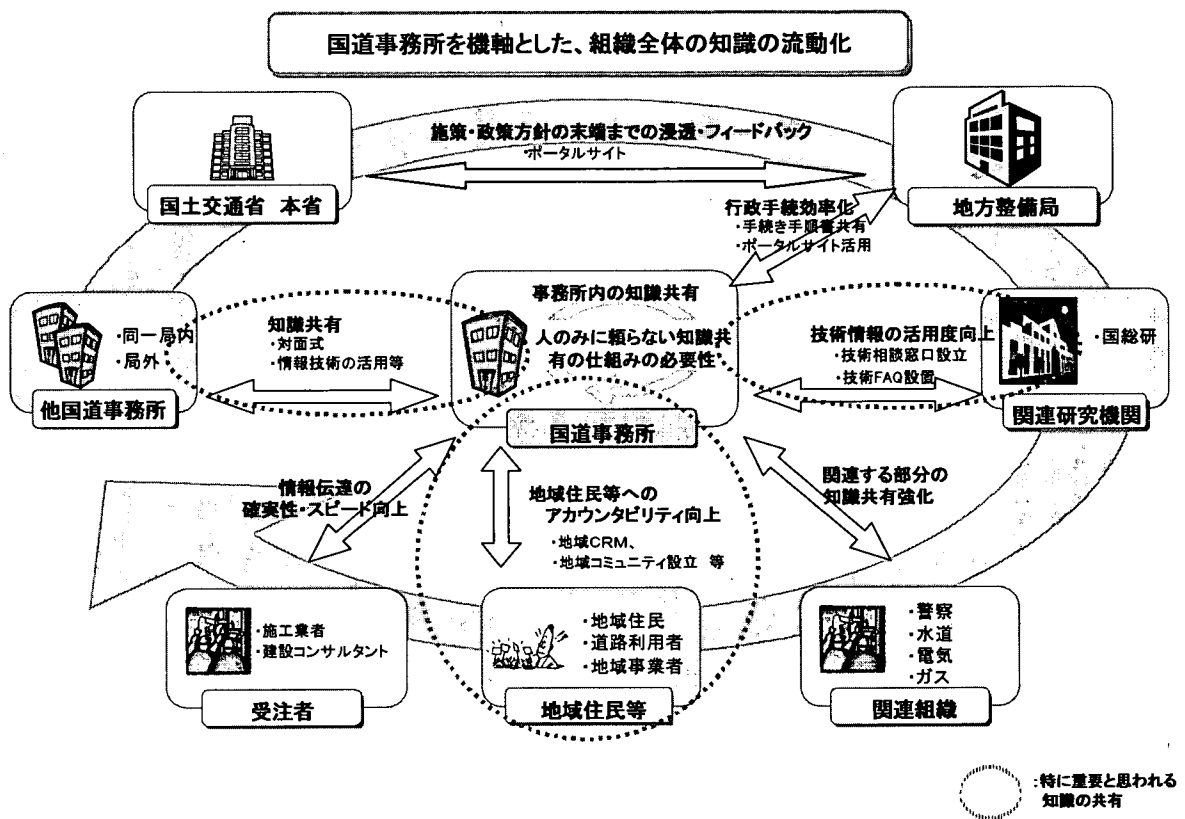 国道事務所を機軸とした、組織全体の知識の流動化
施策・政策方針の末端までの浸透・フィードバック
・ポータルサイト
国土交通省 本省
地方整備局
行政手続効率化
・手続き手順書共有
・ポータルサイト活用
事務所内の知識共有
人のみに頼らない知識共
有の仕組みの必要性
国道事務所
・同一局内
・局外
他国道事務所
知識共有
・対面式
・情報技術の活用等
技術情報の活用度向上
・技術相談窓口設立
・技術FAQ設置
・国総研
関連研究機関
情報伝達の
確実性・スピード向上
地域住民等への
アカウンタビリティ向上
・地域CRM、
・地域コミュニティ設立 等
関連する部分の
知識共有強化
・施工業者
・建設コンサルタント
受注者
・地域住民
・道路利用者
・地域事業者
地域住民等
・警察
・水道
・電気
・ガス
関連組織
:特に重要と思われる
知識の共有